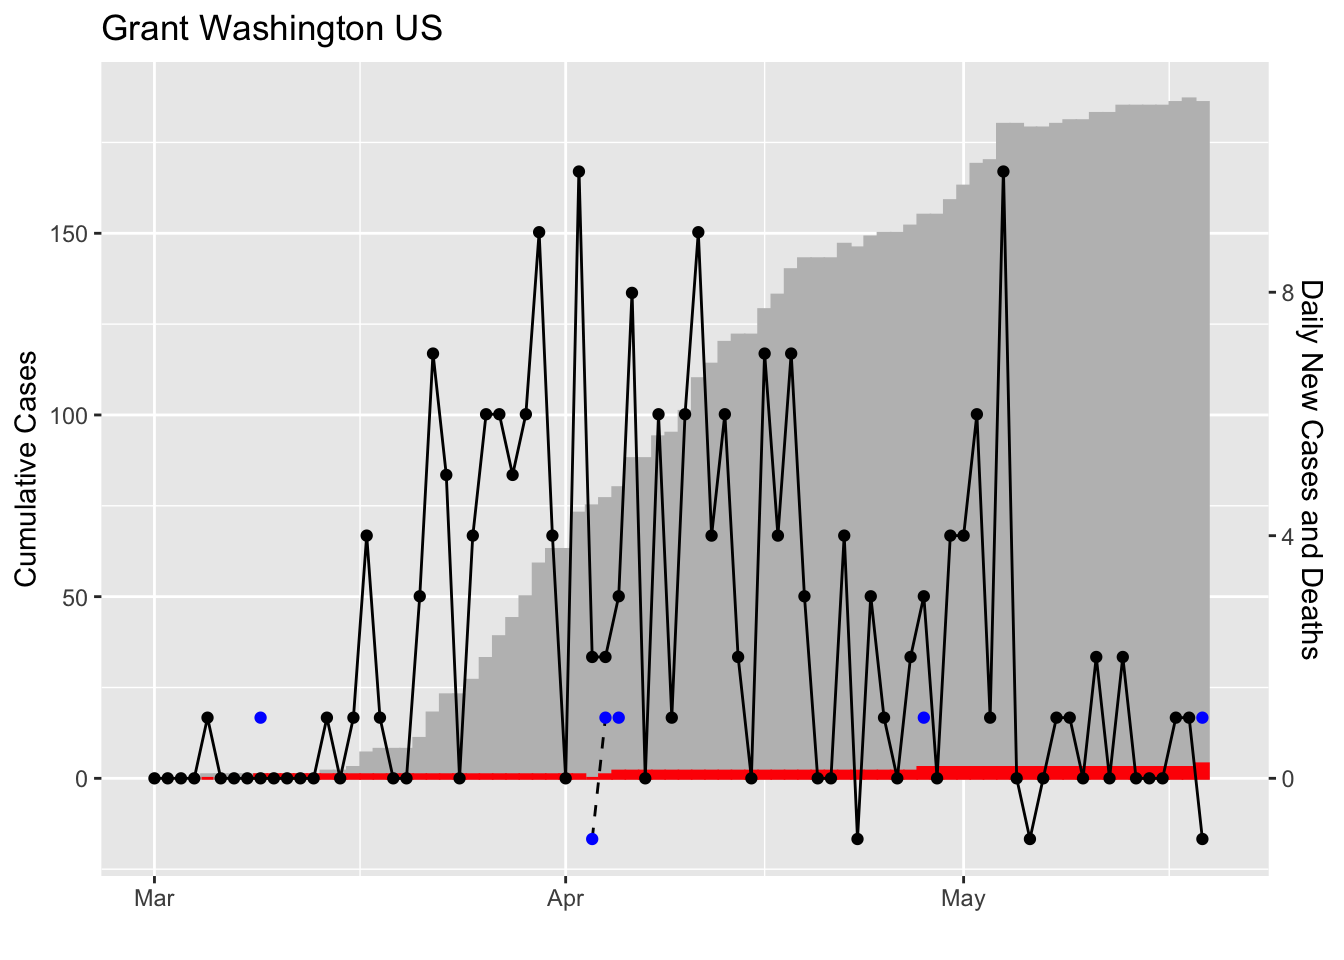 Grant Washington US
Cumulative Cases
150
100
50
0
8
4
0
Daily New Cases and Deaths
Mar
Apr
May